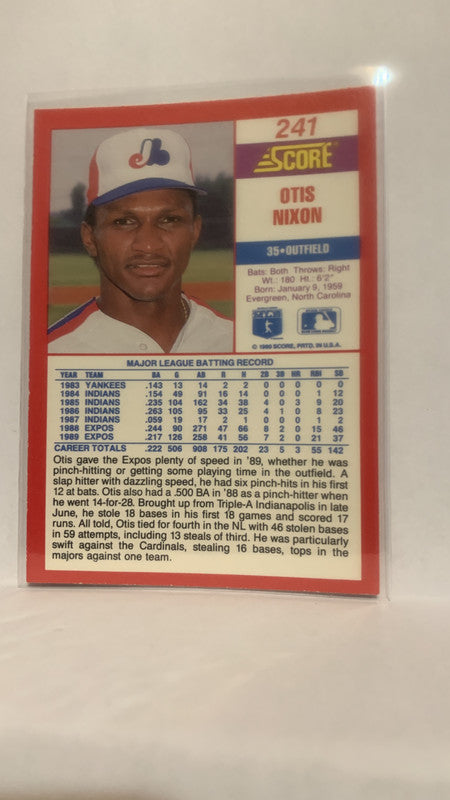 241
SCORE
OTIS
NIXON
35•OUTFIELD
Bats: Both Throws: Right
Wt.: 180 Ht.: 6'2"
Born: January 9, 1959
Evergreen, North Carolina
© 1990 SCORE, PRTD. IN U.S.A.
MAJOR LEAGUE BATTING RECORD
YEAR TEAM BA G AB R H 2B 3B HR RBI SB
1983 YANKEES .143 13 14 2 2 0 0 0 0 2
1984 INDIANS .154 49 91 16 14 0 0 0 1 12
1985 INDIANS .235 104 162 34 38 4 0 3 9 20
1986 INDIANS .263 105 95 33 25 4 1 0 8 23
1987 INDIANS .059 19 17 2 1 0 0 0 1 2
1988 EXPOS .244 90 271 47 66 8 2 0 15 46
1989 EXPOS .217 126 258 41 56 7 2 0 21 37
CAREER TOTALS .222 506 908 175 202 23 5 3 55 142
Otis gave the Expos plenty of speed in '89, whether he was
pinch-hitting or getting some playing time in the outfield. A
slap hitter with dazzling speed, he had six pinch-hits in his first
12 at bats. Otis also had a .500 BA in '88 as a pinch-hitter when
he went 14-for-28. Brought up from Triple-A Indianapolis in late
June, he stole 18 bases in his first 18 games and scored 17
runs. All told, Otis tied for fourth in the NL with 46 stolen bases
in 59 attempts, including 13 steals of third. He was particularly
swift against the Cardinals, stealing 16 bases, tops in the
majors against one team.